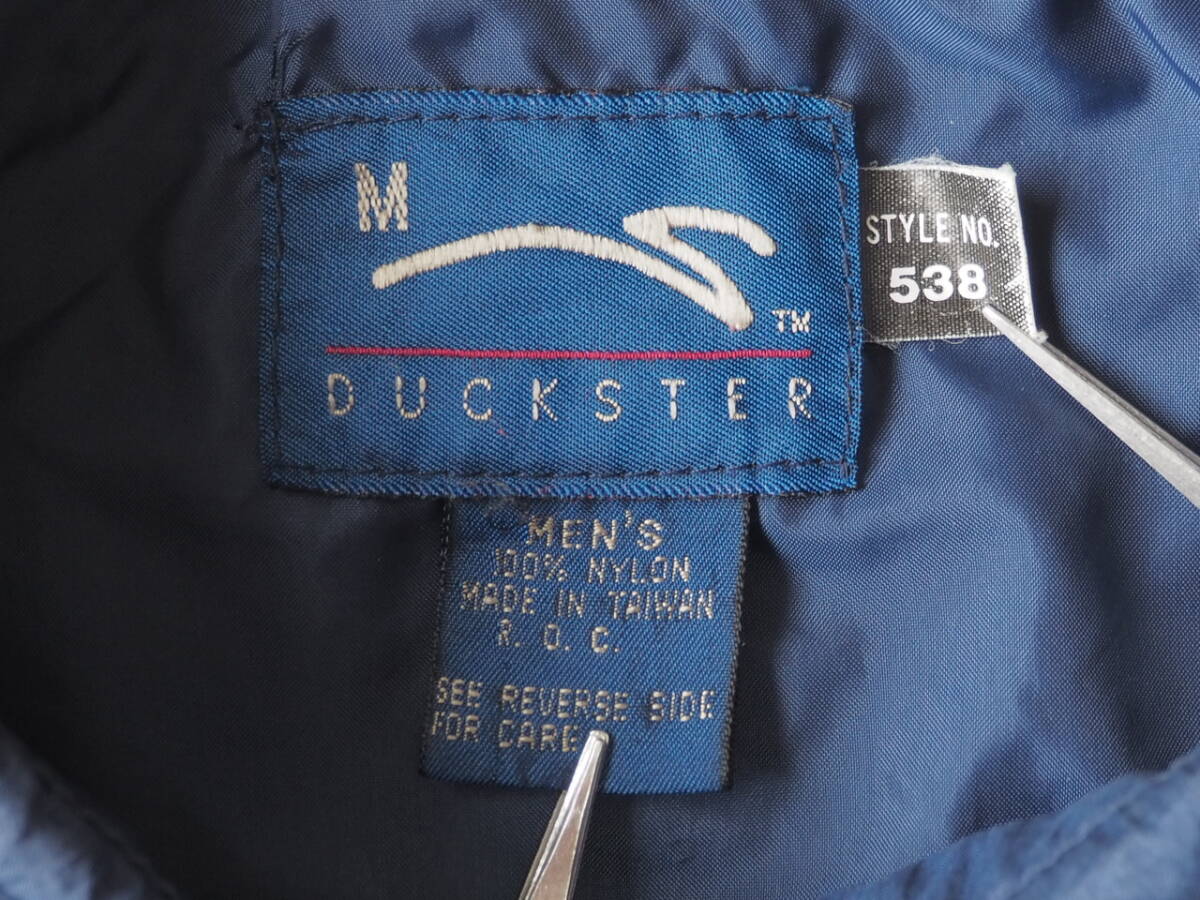 M
TM
DUCKSTER
STYLE NO.
538
MEN'S
100% NYLON
MADE IN TAIWAN
R. O. C.
SEE REVERSE SIDE
FOR CARE